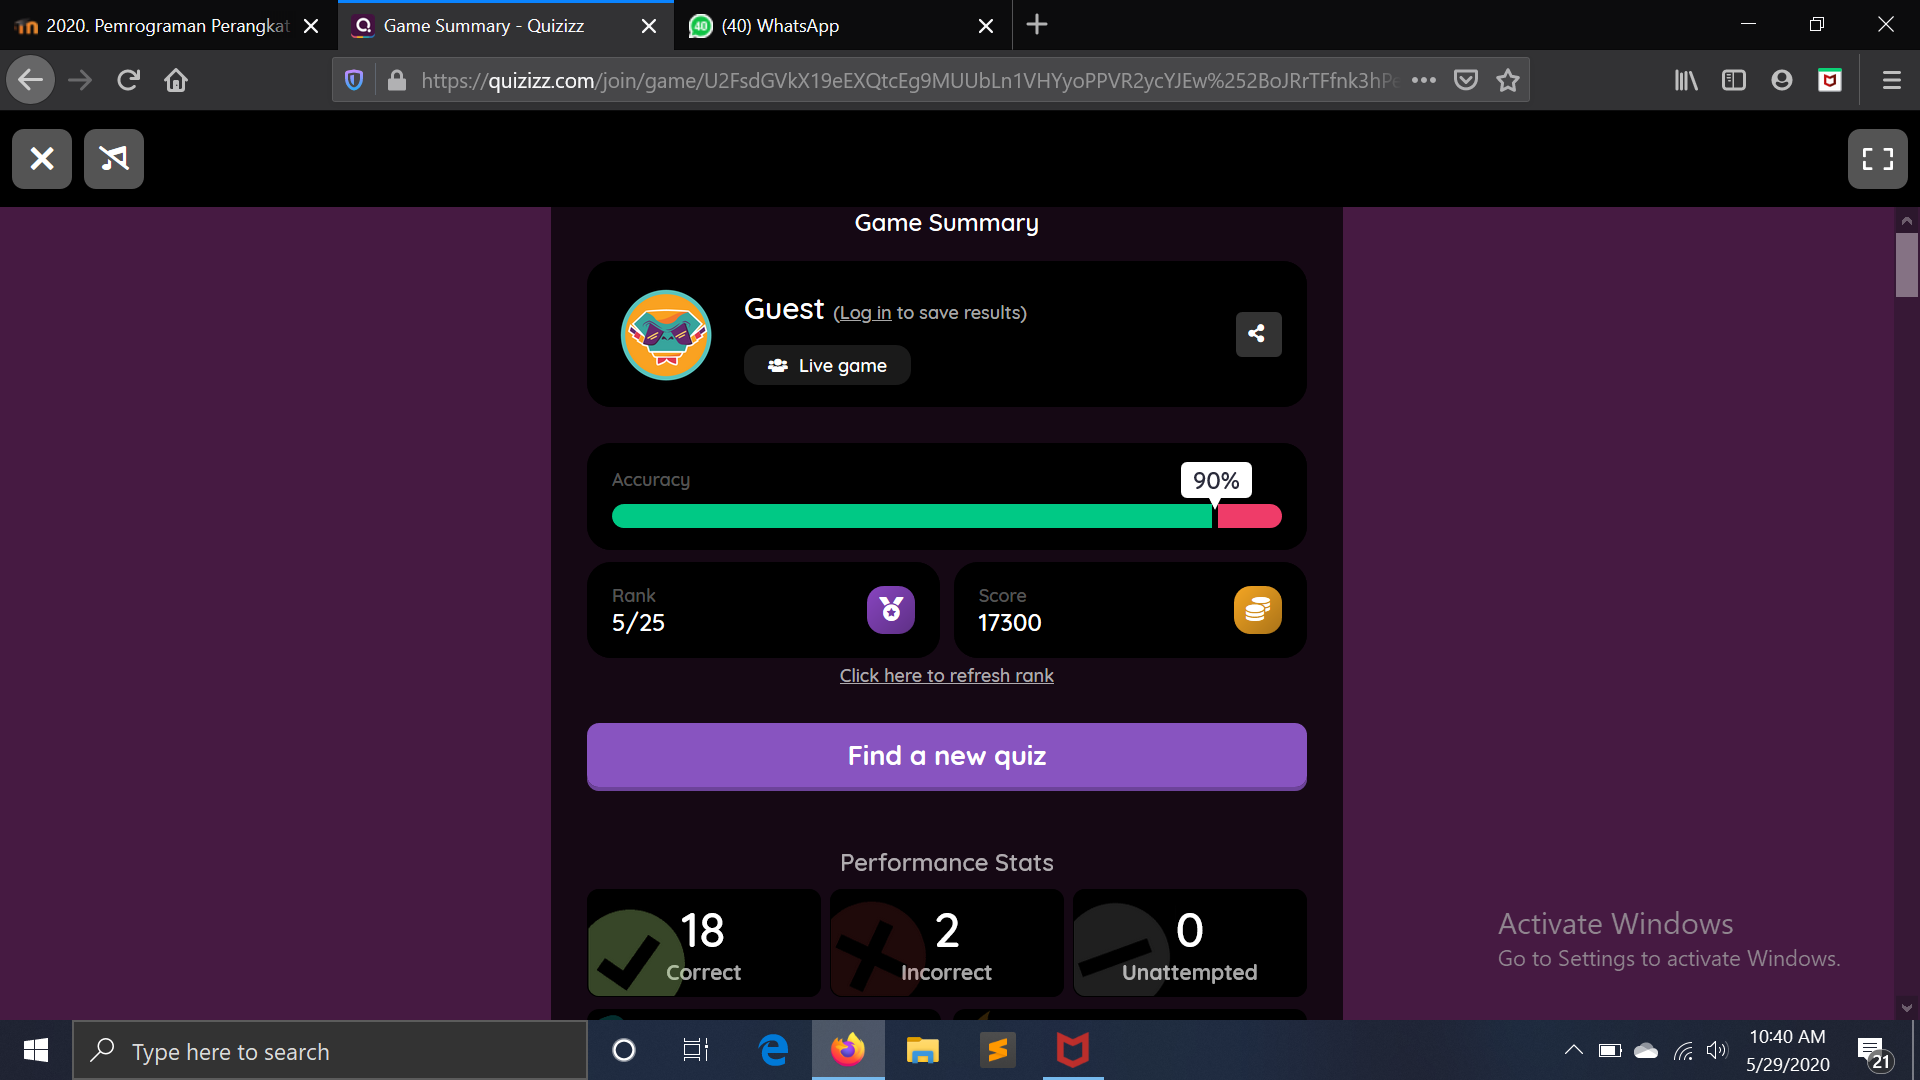 2020. Pemrograman Perangkat
Game Summary - Quizizz
40
(40) WhatsApp
https://quizizz.com/join/game/U2FsdGVkX19eEXQtcEg9MUUbLn1VHYyoPPVR2ycYJEw%252BoJRrTFfnk3hP
Game Summary
Guest (Log in to save results)
Live game
Accuracy
90%
Rank
5/25
Score
17300
Click here to refresh rank
Find a new quiz
Performance Stats
18
Correct
2
Incorrect
0
Unattempted
Activate Windows
Go to Settings to activate Windows.
Type here to search
10:40 AM
5/29/2020
21